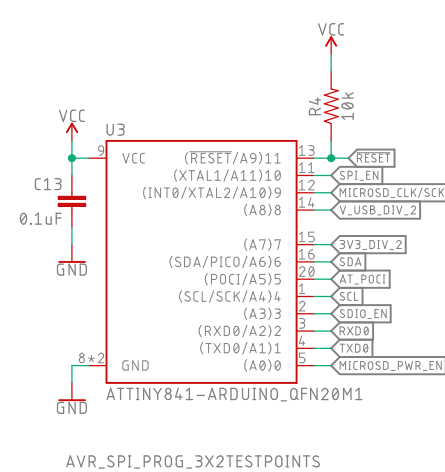 VCC
R4
10k
VCC
U3
9
VCC
(RESET/A9)11
13
RESET
(XTAL1/A11)10
11
SPI_EN
C13
(INT0/XTAL2/A10)9
12
MICROSD_CLK/SCK
0.1uF
(A8)8
14
V_USB_DIV_2
(A7)7
15
3V3_DIV_2
(SDA/PICO/A6)6
16
SDA
GND
(POCI/A5)5
20
AT_POCI
(SCL/SCK/A4)4
1
SCL
(A3)3
2
SDIO_EN
(RXD0/A2)2
3
RXD0
(TXD0/A1)1
4
TXD0
8*2
GND
(A0)0
5
MICROSD_PWR_EN
ATTINY841-ARDUINO_QFN20M1
GND
AVR_SPI_PROG_3X2TESTPOINTS